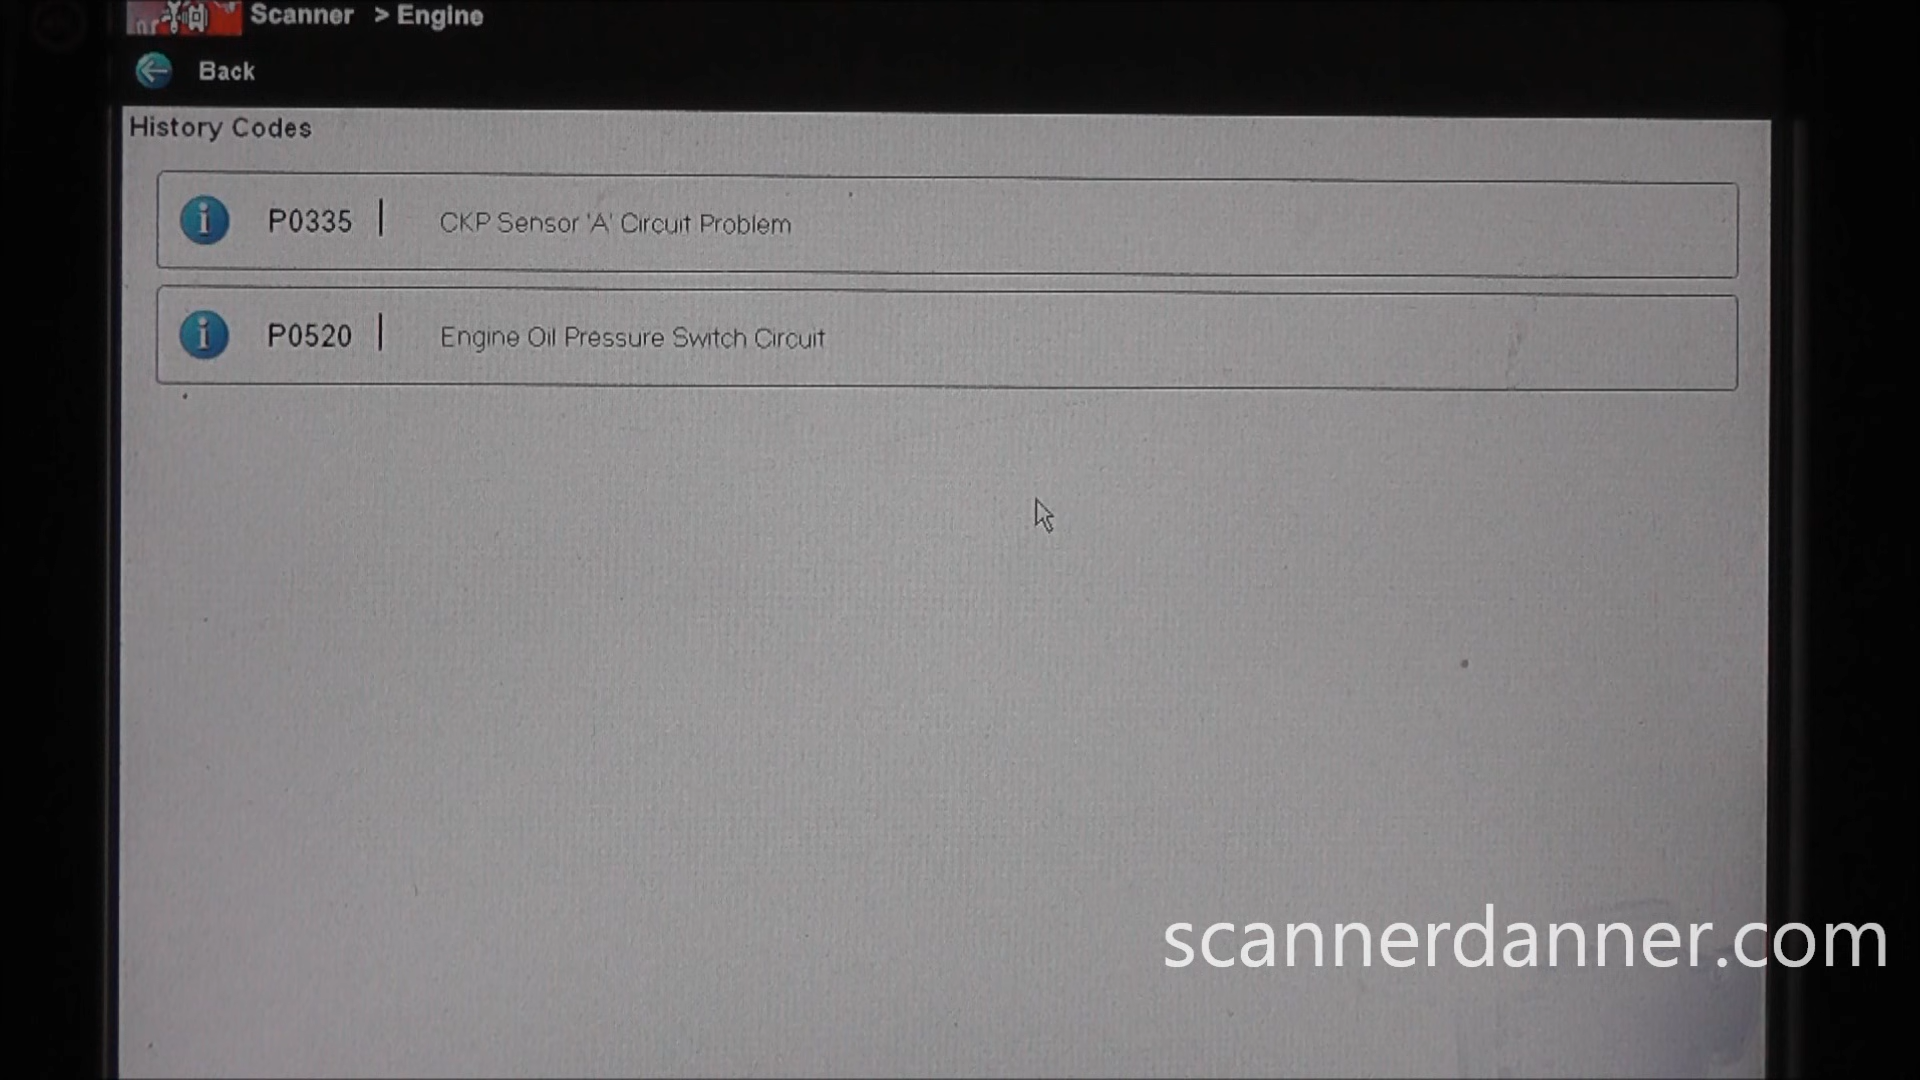 Scanner > Engine
Back
History Codes
P0335 | CKP Sensor 'A' Circuit Problem
P0520 | Engine Oil Pressure Switch Circuit
scannerdanner.com